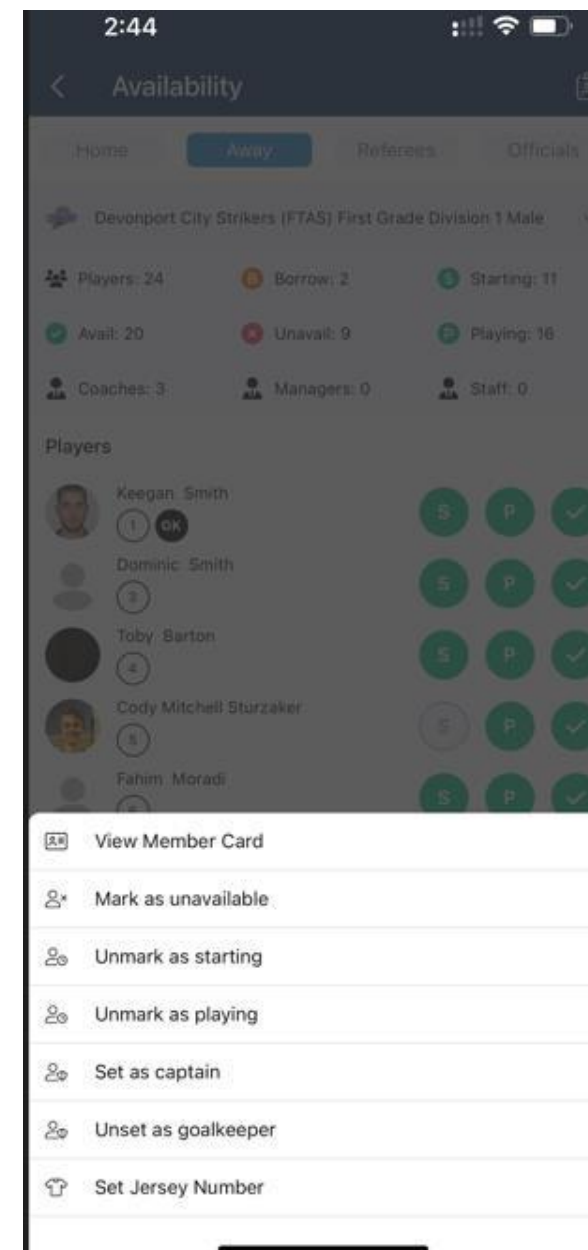 2:44
Availability
Home Away Referees Officials
Devonport City Strikers (FTAS) First Grade Division 1 Male
Players: 24 B Borrow: 2 S Starting: 11
Avail: 20 Unavail: 9 P Playing: 16
Coaches: 3 Managers: 0 Staff: 0
Players
Keegan Smith
1 GK S P
Dominic Smith
3 S P
Toby Barton
4 S P
Cody Mitchell Sturzaker
5 S P
Fahim Moradi
S P
View Member Card
Mark as unavailable
Unmark as starting
Unmark as playing
Set as captain
Unset as goalkeeper
Set Jersey Number